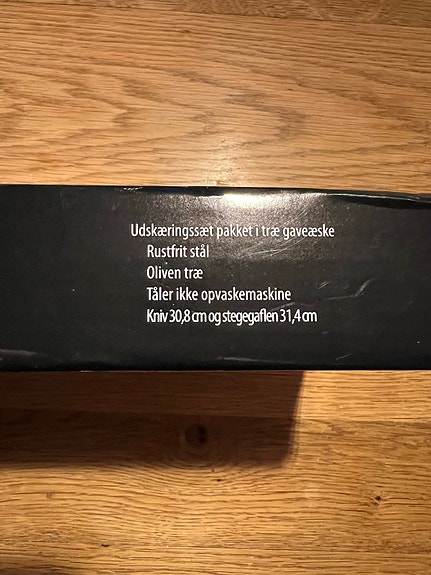 Udskæringssæt pakket i træ gaveæske
Rustfrit stål
Oliven træ
Tåler ikke opvaskemaskine
Kniv 30,8 cm og stegegaflen 31,4 cm